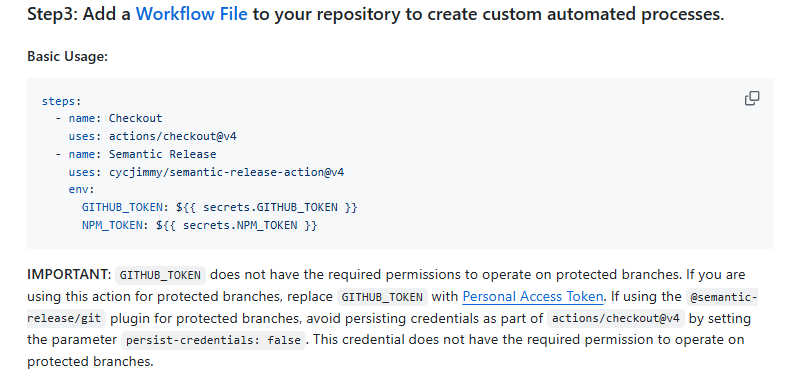 Step3: Add a Workflow File to your repository to create custom automated processes.
Basic Usage:
steps:
  - name: Checkout
    uses: actions/checkout@v4
  - name: Semantic Release
    uses: cycjimmy/semantic-release-action@v4
    env:
      GITHUB_TOKEN: ${{ secrets.GITHUB_TOKEN }}
      NPM_TOKEN: ${{ secrets.NPM_TOKEN }}
IMPORTANT: GITHUB_TOKEN does not have the required permissions to operate on protected branches. If you are
using this action for protected branches, replace GITHUB_TOKEN with Personal Access Token. If using the @semantic-
release/git plugin for protected branches, avoid persisting credentials as part of actions/checkout@v4 by setting
the parameter persist-credentials: false. This credential does not have the required permission to operate on
protected branches.